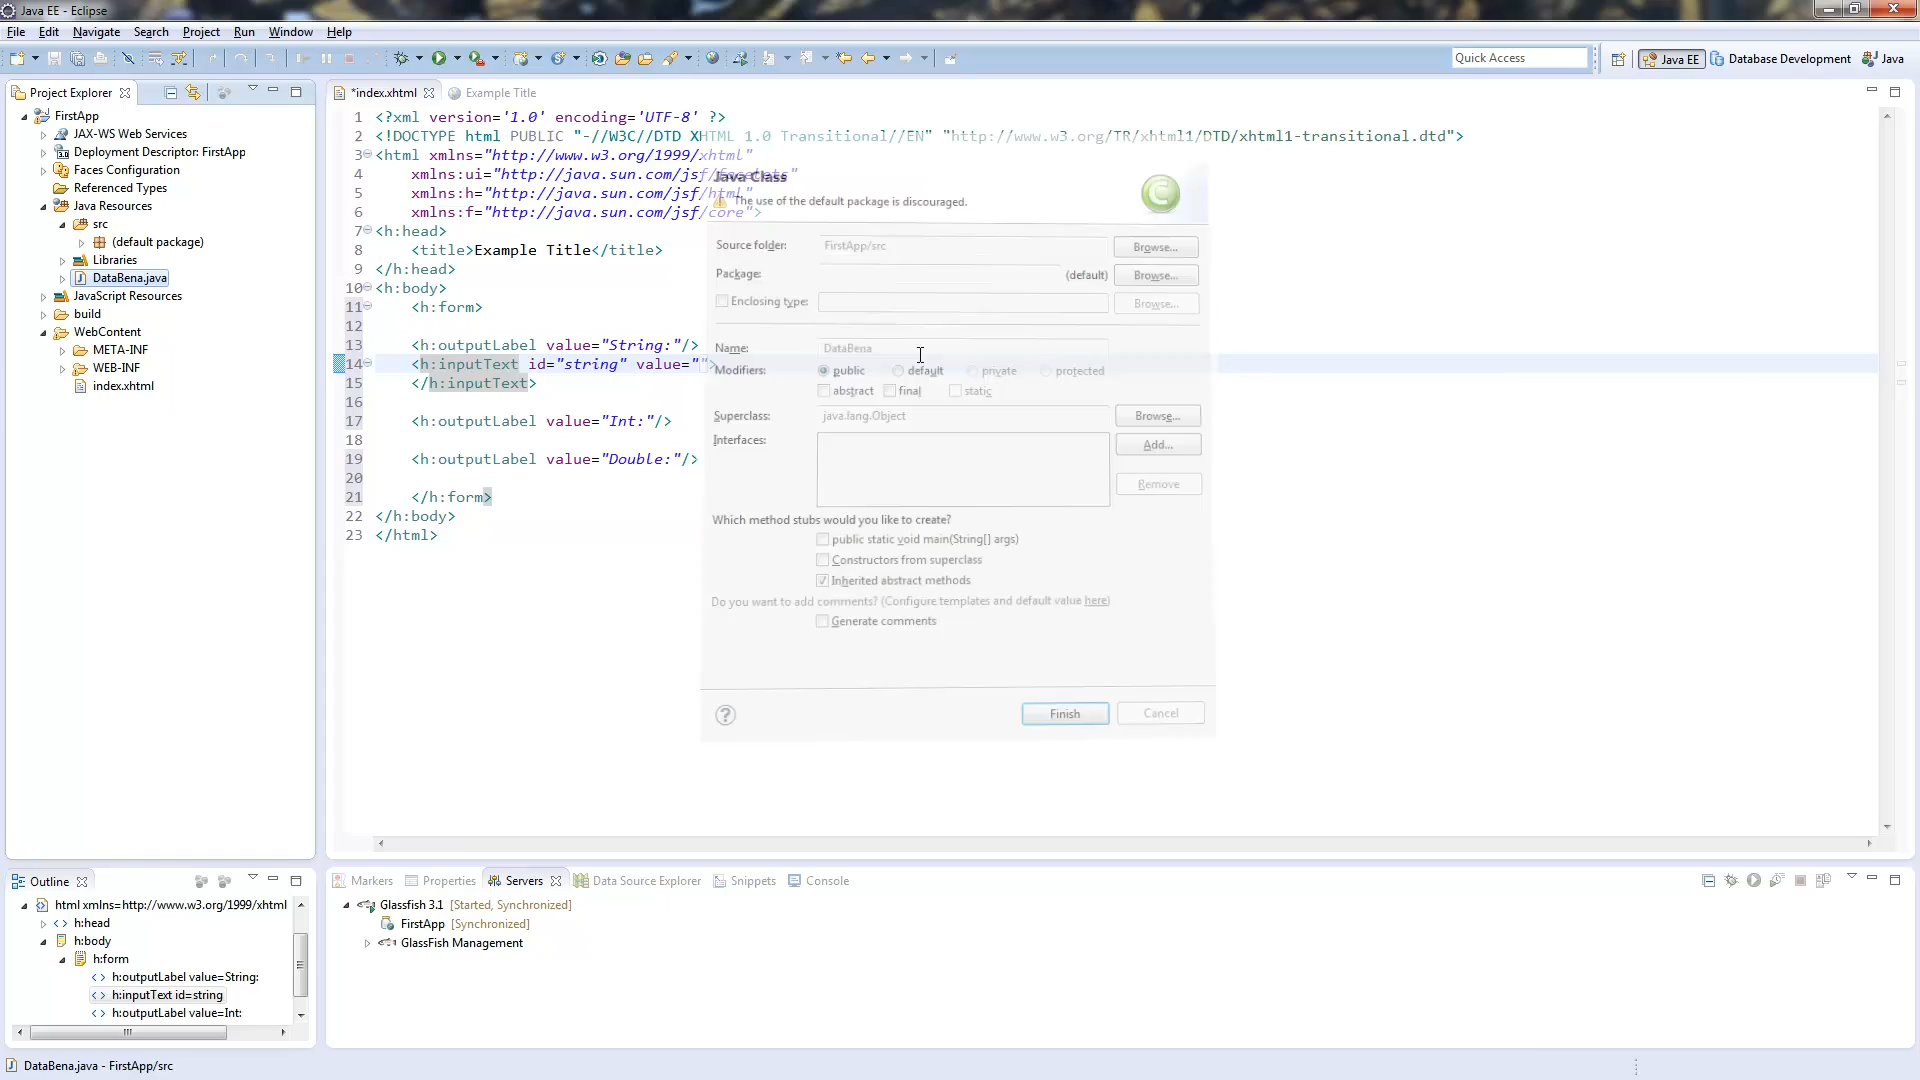 Java EE - Eclipse
File Edit Navigate Search Project Run Window Help
Quick Access
Java EE
Database Development
Java
Project Explorer
FirstApp
JAX-WS Web Services
Deployment Descriptor: FirstApp
Faces Configuration
Referenced Types
Java Resources
src
(default package)
Libraries
DataBena.java
JavaScript Resources
build
WebContent
META-INF
WEB-INF
index.xhtml
*index.xhtml
Example Title
1 <?xml version='1.0' encoding='UTF-8' ?>
2 <!DOCTYPE html PUBLIC "-//W3C//DTD XHTML 1.0 Transitional//EN" "http://www.w3.org/TR/xhtml1/DTD/xhtml1-transitional.dtd">
3 <html xmlns="http://www.w3.org/1999/xhtml"
4 xmlns:ui="http://java.sun.com/jsf/facelets"
5 xmlns:h="http://java.sun.com/jsf/html"
6 xmlns:f="http://java.sun.com/jsf/core">
7 <h:head>
8 <title>Example Title</title>
9 </h:head>
10 <h:body>
11 <h:form>
12
13 <h:outputLabel value="String:"/>
14 <h:inputText id="string" value="">
15 </h:inputText>
16
17 <h:outputLabel value="Int:"/>
18
19 <h:outputLabel value="Double:"/>
20
21 </h:form>
22 </h:body>
23 </html>
Java Class
The use of the default package is discouraged.
Source folder: FirstApp/src Browse...
Package: (default) Browse...
Enclosing type: Browse...
Name: DataBena
Modifiers: public default private protected
abstract final static
Superclass: java.lang.Object Browse...
Interfaces: Add...
Remove
Which method stubs would you like to create?
public static void main(String[] args)
Constructors from superclass
Inherited abstract methods
Do you want to add comments? (Configure templates and default value here)
Generate comments
? Finish Cancel
Outline
html xmlns=http://www.w3.org/1999/xhtml
h:head
h:body
h:form
h:outputLabel value=String:
h:inputText id=string
h:outputLabel value=Int:
Markers Properties Servers Data Source Explorer Snippets Console
Glassfish 3.1 [Started, Synchronized]
FirstApp [Synchronized]
GlassFish Management
DataBena.java - FirstApp/src